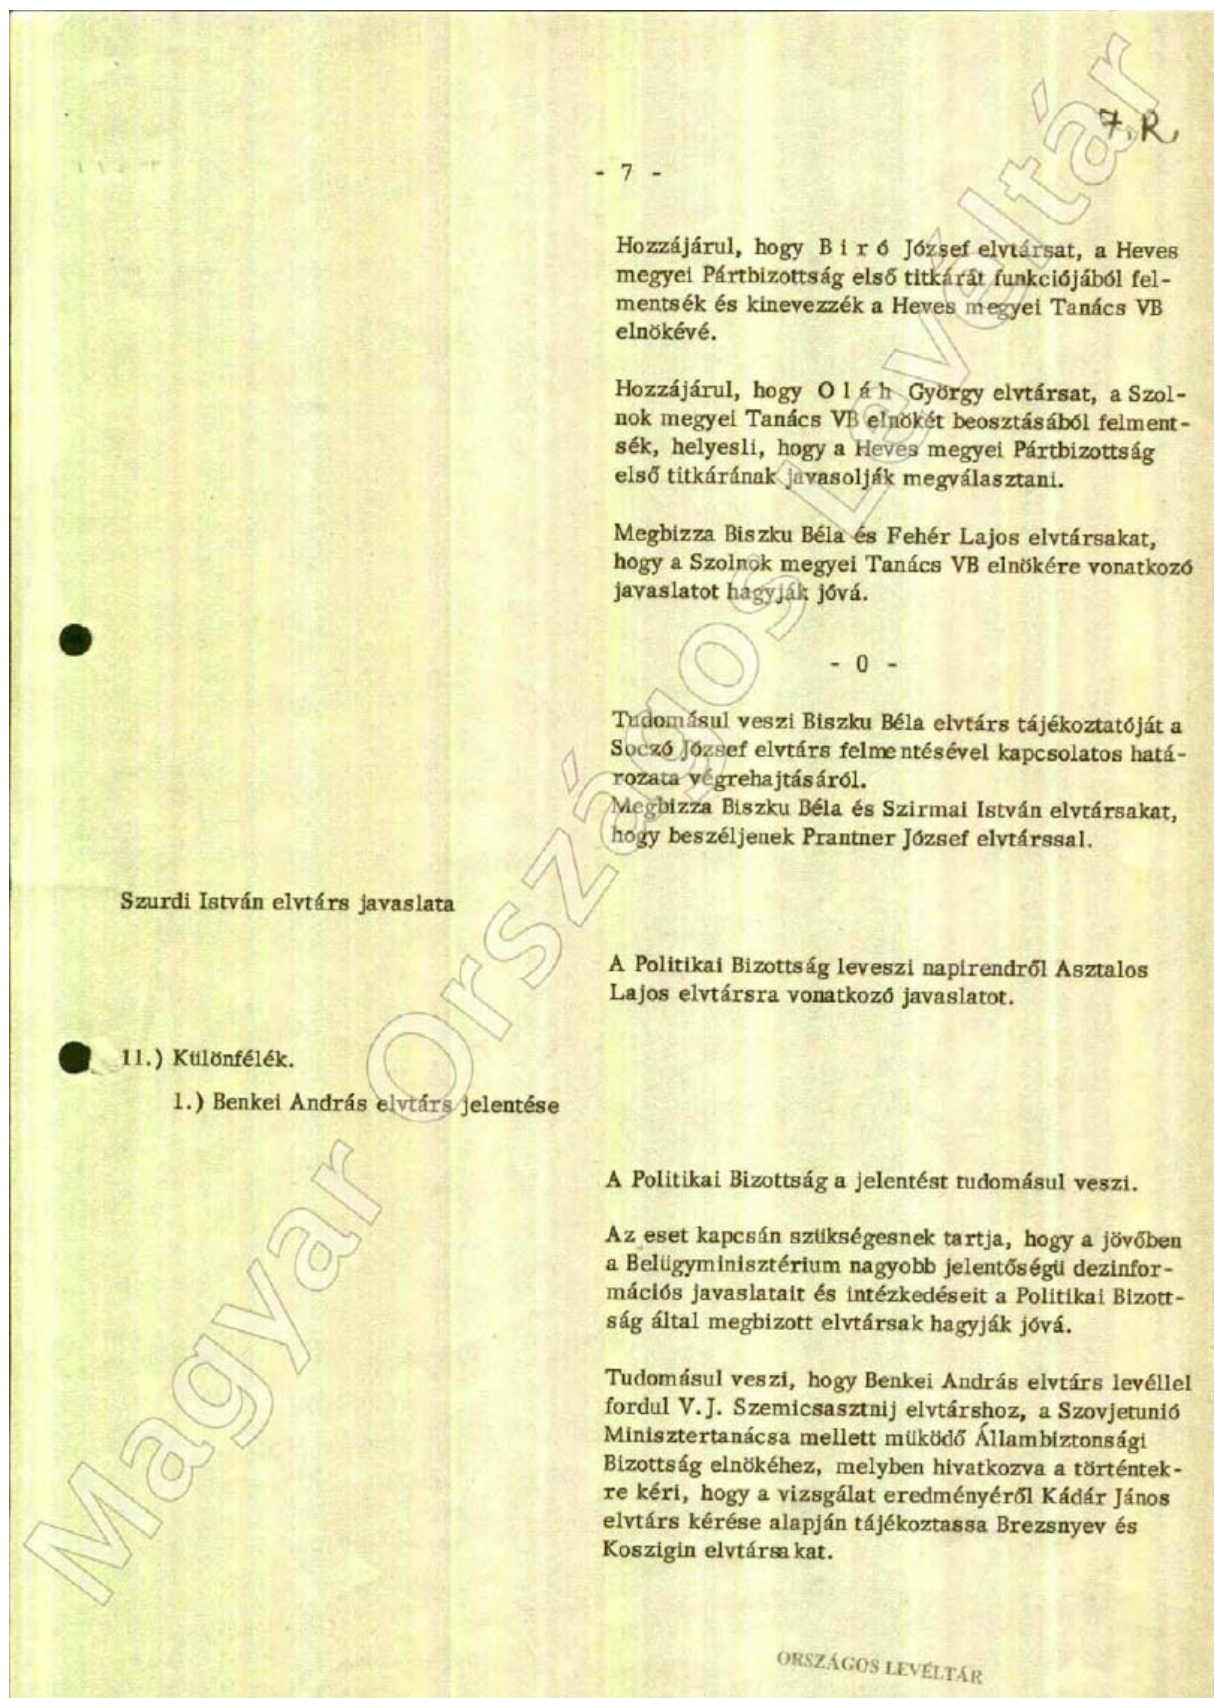 7.R.
- 7 -
Hozzájárul, hogy B i r ó József elvtársat, a Heves
megyei Pártbizottság első titkárát funkciójából fel-
mentsék és kinevezzék a Heves megyei Tanács VB
elnökévé.
Hozzájárul, hogy O l á h György elvtársat, a Szol-
nok megyei Tanács VB elnökét beosztásából felment-
sék, helyesli, hogy a Heves megyei Pártbizottság
első titkárának javasolják megválasztani.
Megbizza Biszku Béla és Fehér Lajos elvtársakat,
hogy a Szolnok megyei Tanács VB elnökére vonatkozó
javaslatot hagyják jóvá.
- 0 -
Tudomásul veszi Biszku Béla elvtárs tájékoztatóját a
Soczó József elvtárs felmentésével kapcsolatos hatá-
rozata végrehajtásáról.
Megbizza Biszku Béla és Szirmai István elvtársakat,
hogy beszéljenek Prantner József elvtárssal.
Szurdi István elvtárs javaslata
A Politikai Bizottság leveszi napirendről Asztalos
Lajos elvtársra vonatkozó javaslatot.
11.) Különfélék.
1.) Benkei András elvtárs jelentése
A Politikai Bizottság a jelentést tudomásul veszi.
Az eset kapcsán szükségesnek tartja, hogy a jövőben
a Belügyminisztérium nagyobb jelentőségü dezinfor-
mációs javaslatait és intézkedéseit a Politikai Bizott-
ság által megbizott elvtársak hagyják jóvá.
Tudomásul veszi, hogy Benkei András elvtárs levéllel
fordul V.J. Szemicsasztnij elvtárshoz, a Szovjetunió
Minisztertanácsa mellett müködő Állambiztonsági
Bizottság elnökéhez, melyben hivatkozva a történtek-
re kéri, hogy a vizsgálat eredményéről Kádár János
elvtárs kérése alapján tájékoztassa Brezsnyev és
Koszigin elvtársakat.
ORSZÁGOS LEVÉLTÁR
Magyar Országos Levéltár